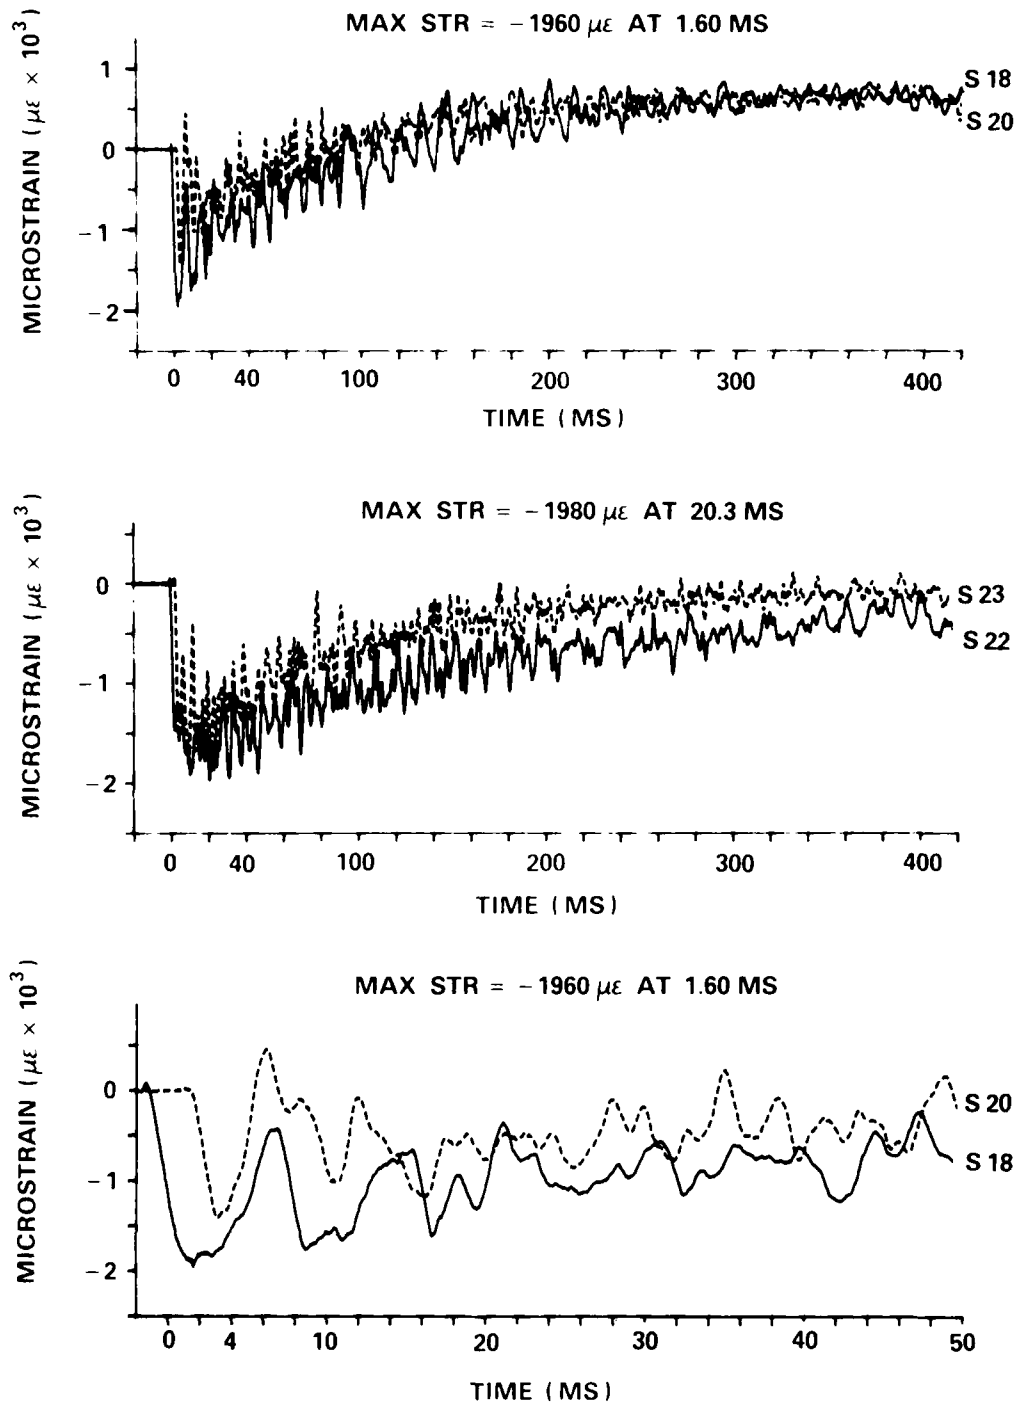 MAX STR = −1960 με AT 1.60 MS
MICROSTRAIN (με × 10³)
1
0
−1
−2
S 18
S 20
0 40 100 200 300 400
TIME (MS)
MAX STR = −1980 με AT 20.3 MS
MICROSTRAIN (με × 10³)
0
−1
−2
S 23
S 22
0 40 100 200 300 400
TIME (MS)
MAX STR = −1960 με AT 1.60 MS
MICROSTRAIN (με × 10³)
0
−1
−2
S 20
S 18
0 4 10 20 30 40 50
TIME (MS)